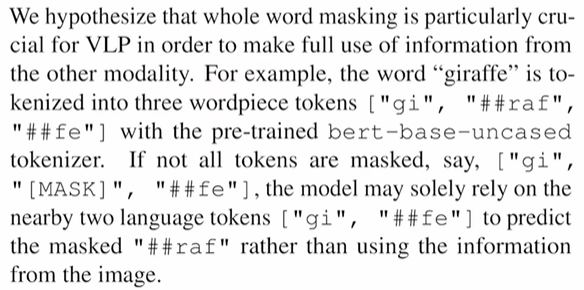 We hypothesize that whole word masking is particularly cru-
cial for VLP in order to make full use of information from
the other modality. For example, the word “giraffe” is to-
kenized into three wordpiece tokens ["gi", "##raf",
"##fe"] with the pre-trained bert-base-uncased
tokenizer. If not all tokens are masked, say, ["gi",
"[MASK]", "##fe"], the model may solely rely on the
nearby two language tokens ["gi", "##fe"] to predict
the masked "##raf" rather than using the information
from the image.